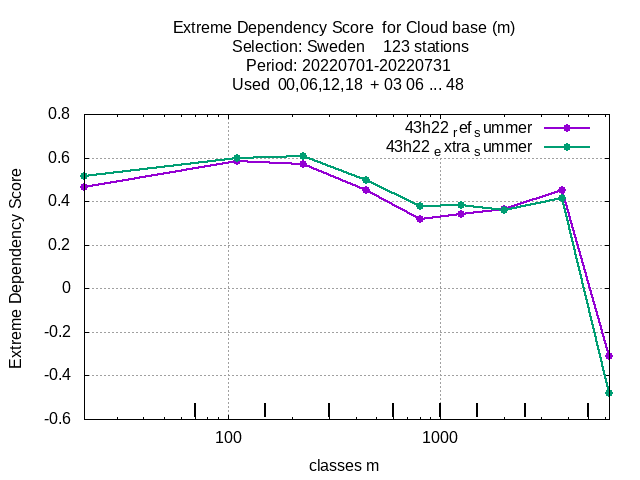 Extreme Dependency Score  for Cloud base (m)
Selection: Sweden    123 stations
Period: 20220701-20220731
Used  00,06,12,18  + 03 06 ... 48
43h22 ref summer
43h22 extra summer
0.8
0.6
0.4
0.2
0
-0.2
-0.4
-0.6
Extreme Dependency Score
100
1000
classes m